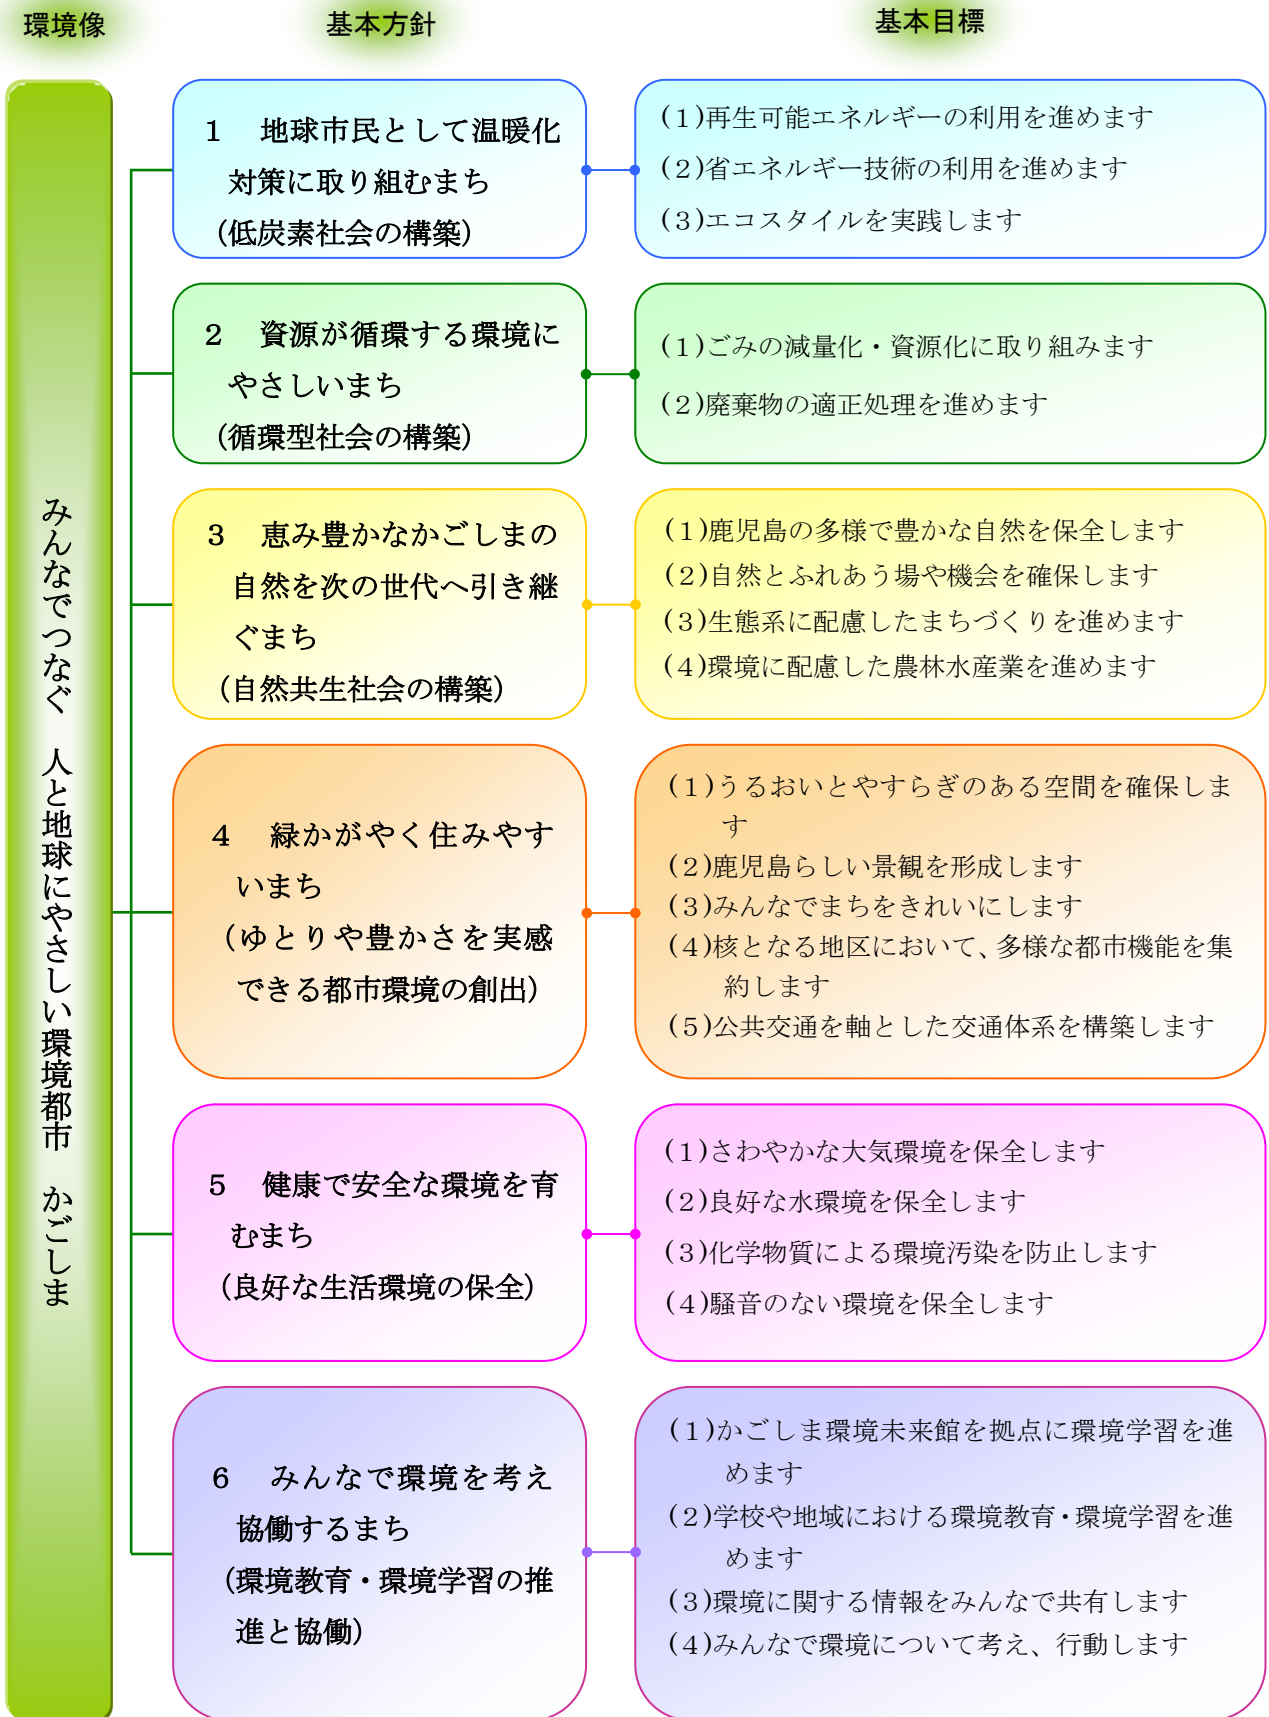 環境像
基本方針
基本目標
みんなでつなぐ　人と地球にやさしい環境都市　かごしま
１　地球市民として温暖化
対策に取り組むまち
（低炭素社会の構築）
(１)再生可能エネルギーの利用を進めます
(２)省エネルギー技術の利用を進めます
(３)エコスタイルを実践します
２　資源が循環する環境に
やさしいまち
（循環型社会の構築）
(１)ごみの減量化・資源化に取り組みます
(２)廃棄物の適正処理を進めます
３　恵み豊かなかごしまの
自然を次の世代へ引き継
ぐまち
（自然共生社会の構築）
(１)鹿児島の多様で豊かな自然を保全します
(２)自然とふれあう場や機会を確保します
(３)生態系に配慮したまちづくりを進めます
(４)環境に配慮した農林水産業を進めます
４　緑かがやく住みやす
いまち
（ゆとりや豊かさを実感
できる都市環境の創出）
(１)うるおいとやすらぎのある空間を確保しま
す
(２)鹿児島らしい景観を形成します
(３)みんなでまちをきれいにします
(４)核となる地区において、多様な都市機能を集
約します
(５)公共交通を軸とした交通体系を構築します
５　健康で安全な環境を育
むまち
（良好な生活環境の保全）
(１)さわやかな大気環境を保全します
(２)良好な水環境を保全します
(３)化学物質による環境汚染を防止します
(４)騒音のない環境を保全します
６　みんなで環境を考え
協働するまち
（環境教育・環境学習の推
進と協働）
(１)かごしま環境未来館を拠点に環境学習を進
めます
(２)学校や地域における環境教育・環境学習を進
めます
(３)環境に関する情報をみんなで共有します
(４)みんなで環境について考え、行動します